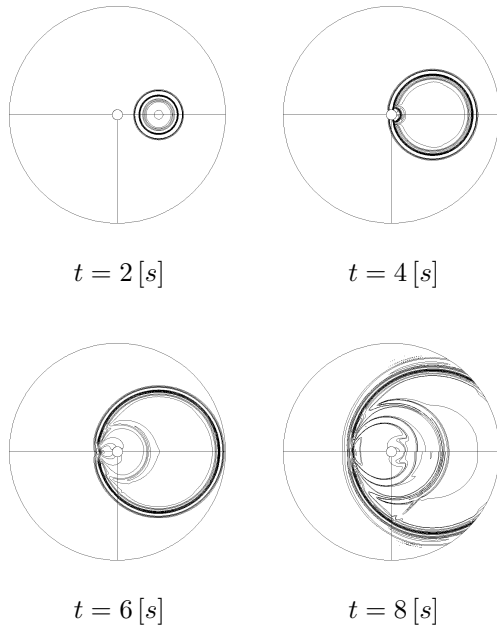 t = 2 [s]
t = 4 [s]
t = 6 [s]
t = 8 [s]